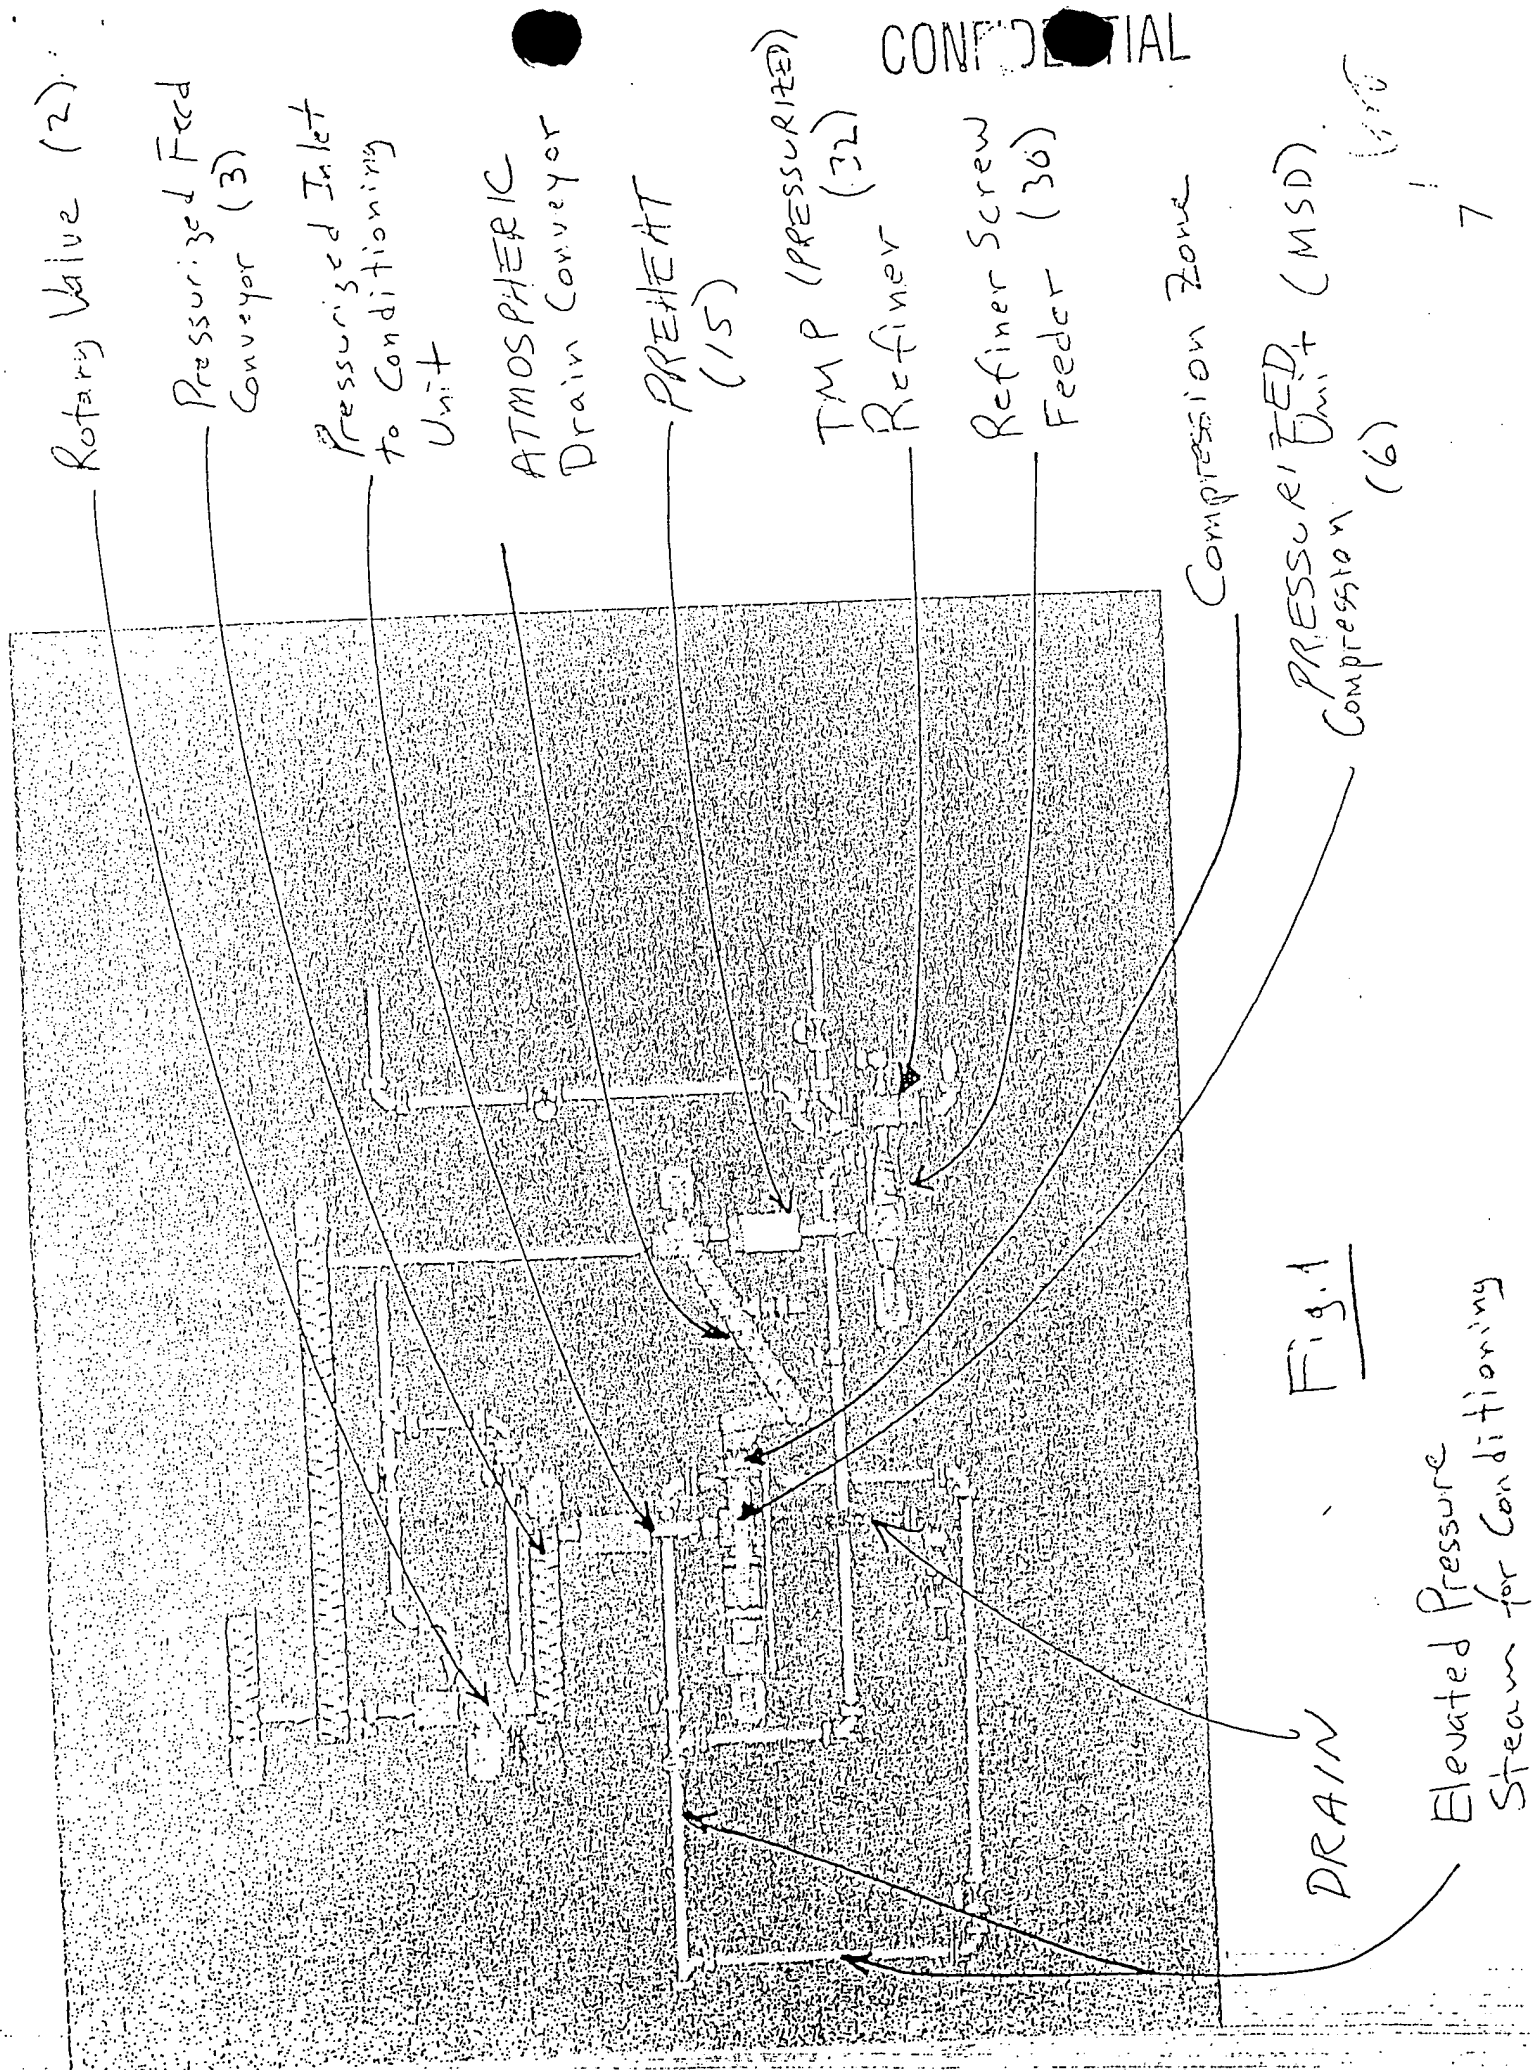 CONFIDENTIAL
Rotary Value (2)
Pressurized Feed
Conveyor (3)
Pressurized Inlet
to Conditioning
Unit
ATMOSPHERIC
Drain Conveyor
PREHEAT
(15)
TMP (PRESSURIZED)
Refiner (32)
Refiner Screw
Feeder (30)
Compression Zone
PRESSURIZED
Compression Unit (MSD)
(6)
7
Fig.1
DRAIN
Elevated Pressure
Steam for Conditioning